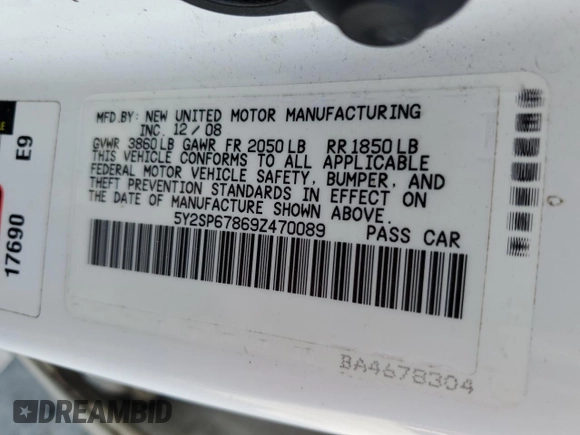 MFD.BY: NEW UNITED MOTOR MANUFACTURING
INC. 12/08
GVWR 3860LB GAWR FR 2050LB RR1850LB
THIS VEHICLE CONFORMS TO ALL APPLICABLE
FEDERAL MOTOR VEHICLE SAFETY, BUMPER, AND
THEFT PREVENTION STANDARDS IN EFFECT ON
THE DATE OF MANUFACTURE SHOWN ABOVE.
5Y2SP67869Z470089 PASS CAR
BA4678304
E9
17690
DREAMBID